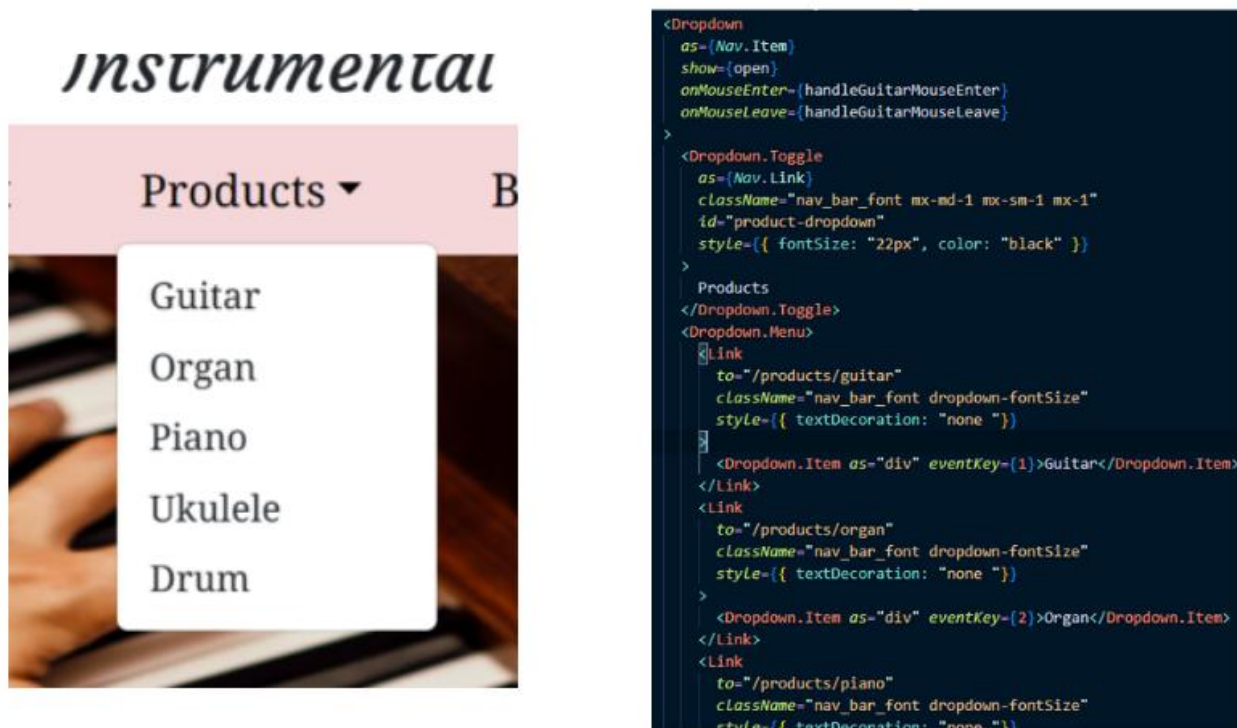 Instrumental
Products
B
Guitar
Organ
Piano
Ukulele
Drum
<Dropdown
as={Nav.Item}
show={open}
onMouseEnter={handleGuitarMouseEnter}
onMouseLeave={handleGuitarMouseLeave}
>
<Dropdown.Toggle
as={Nav.Link}
className="nav_bar_font mx-md-1 mx-sm-1 mx-1"
id="product-dropdown"
style={{ fontSize: "22px", color: "black" }}
>
Products
</Dropdown.Toggle>
<Dropdown.Menu>
<Link
to="/products/guitar"
className="nav_bar_font dropdown-fontSize"
style={{ textDecoration: "none "}}
>
<Dropdown.Item as="div" eventKey={1}>Guitar</Dropdown.Item>
</Link>
<Link
to="/products/organ"
className="nav_bar_font dropdown-fontSize"
style={{ textDecoration: "none "}}
>
<Dropdown.Item as="div" eventKey={2}>Organ</Dropdown.Item>
</Link>
<Link
to="/products/piano"
className="nav_bar_font dropdown-fontSize"
style={{ textDecoration: "none "}}